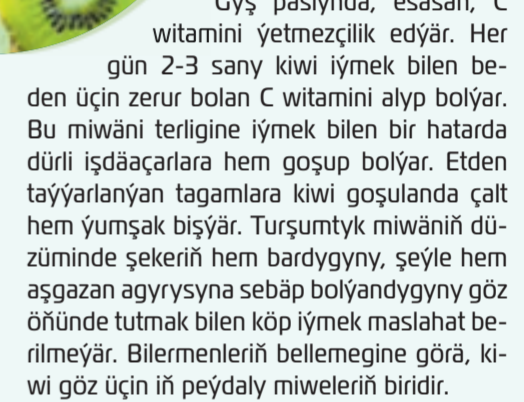 Gyş paslynda, esasan, C
witamini ýetmezçilik edýär. Her
gün 2-3 sany kiwi iýmek bilen be-
den üçin zerur bolan C witamini alyp bolýar.
Bu miwäni terligine iýmek bilen bir hatarda
dürli işdäaçarlara hem goşup bolýar. Etden
taýýarlanýan tagamlara kiwi goşulanda çalt
hem ýumşak bişýär. Turşumtyk miwäniň dü-
züminde şekeriň hem bardygyny, şeýle hem
aşgazan agyrysyna sebäp bolýandygyny göz
öňünde tutmak bilen köp iýmek maslahat be-
rilmeýär. Bilermenleriň bellemegine görä, ki-
wi göz üçin iň peýdaly miweleriň biridir.